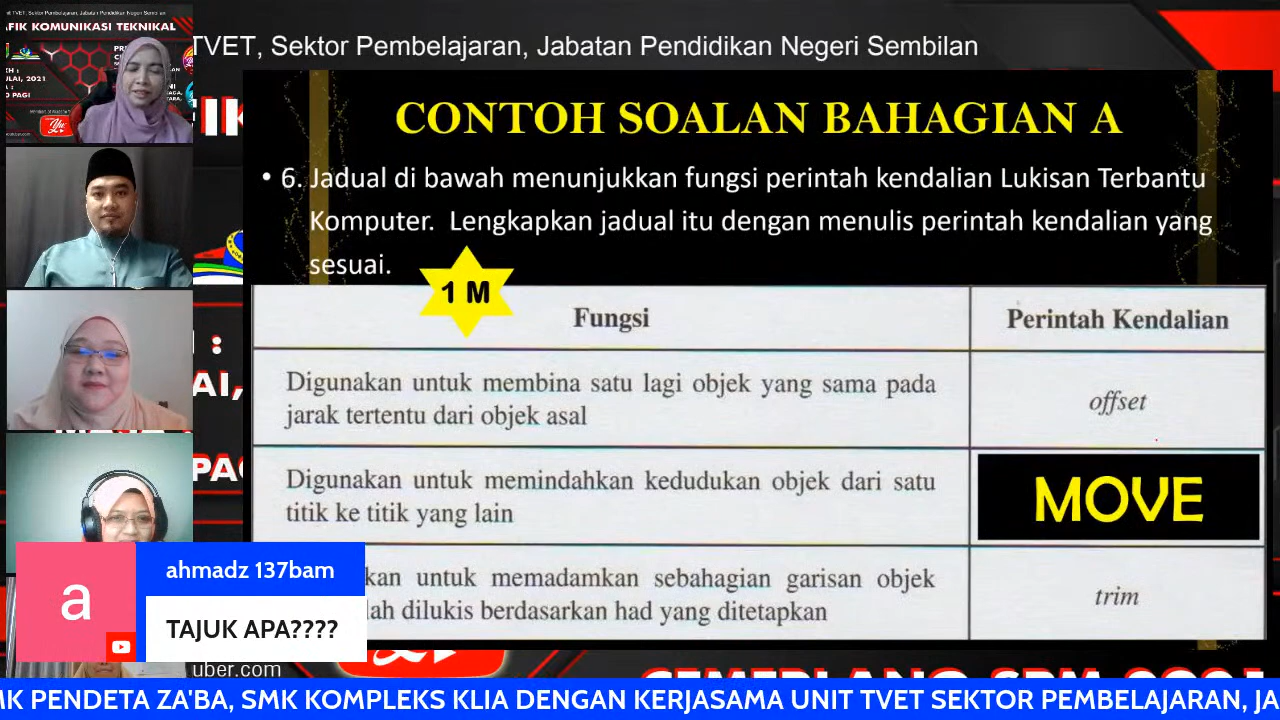 TVET, Sektor Pembelajaran, Jabatan Pendidikan Negeri Sembilan
CONTOH SOALAN BAHAGIAN A
• 6. Jadual di bawah menunjukkan fungsi perintah kendalian Lukisan Terbantu
Komputer. Lengkapkan jadual itu dengan menulis perintah kendalian yang
sesuai.
1 M
Fungsi
Perintah Kendalian
Digunakan untuk membina satu lagi objek yang sama pada
jarak tertentu dari objek asal
offset
Digunakan untuk memindahkan kedudukan objek dari satu
titik ke titik yang lain
MOVE
untuk memadamkan sebahagian garisan objek
dilukis berdasarkan had yang ditetapkan
trim
a
ahmadz 137bam
TAJUK APA????
uber.com
PENDETA ZA'BA, SMK KOMPLEKS KLIA DENGAN KERJASAMA UNIT TVET SEKTOR PEMBELAJARAN, JA